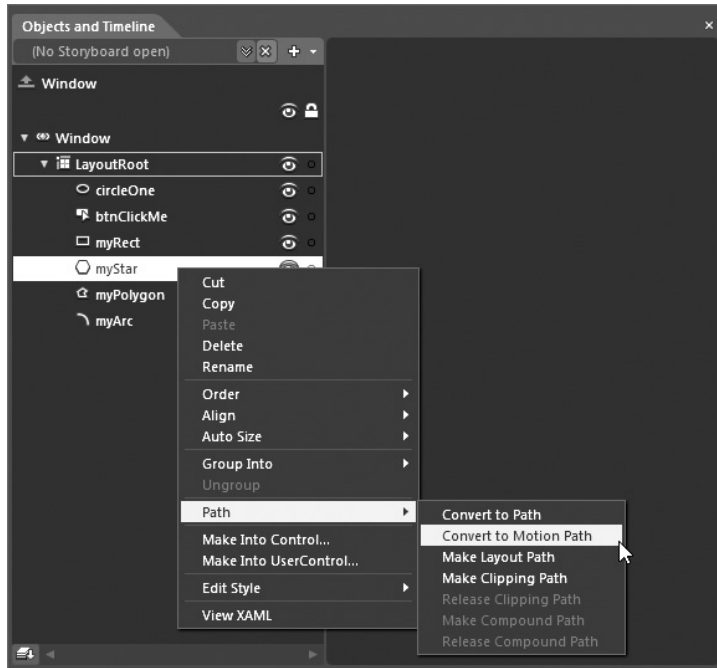 Objects and Timeline
(No Storyboard open)
Window
Window
LayoutRoot
circleOne
btnClickMe
myRect
myStar
myPolygon
myArc
Cut
Copy
Paste
Delete
Rename
Order
Align
Auto Size
Group Into
Ungroup
Path
Make Into Control...
Make Into UserControl...
Edit Style
View XAML
Convert to Path
Convert to Motion Path
Make Layout Path
Make Clipping Path
Release Clipping Path
Make Compound Path
Release Compound Path